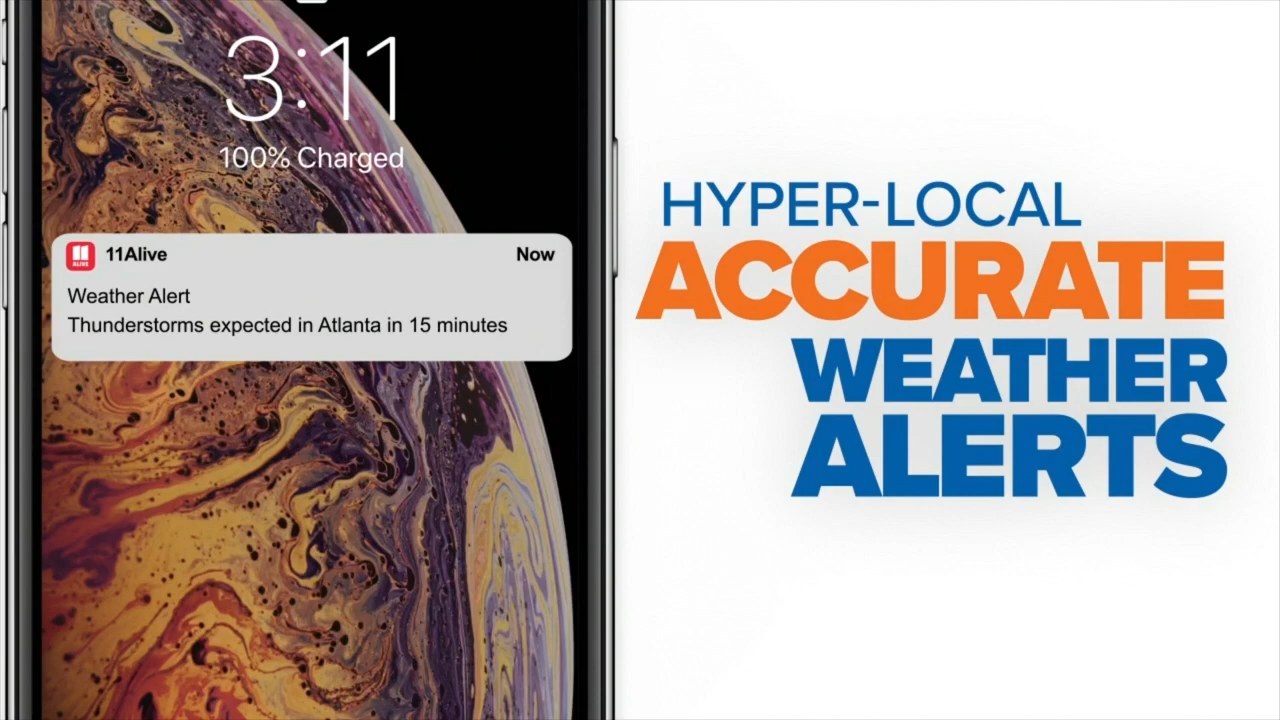 3:11
100% Charged
ALIVE
11Alive
Now
Weather Alert
Thunderstorms expected in Atlanta in 15 minutes
HYPER-LOCAL
ACCURATE
WEATHER
ALERTS